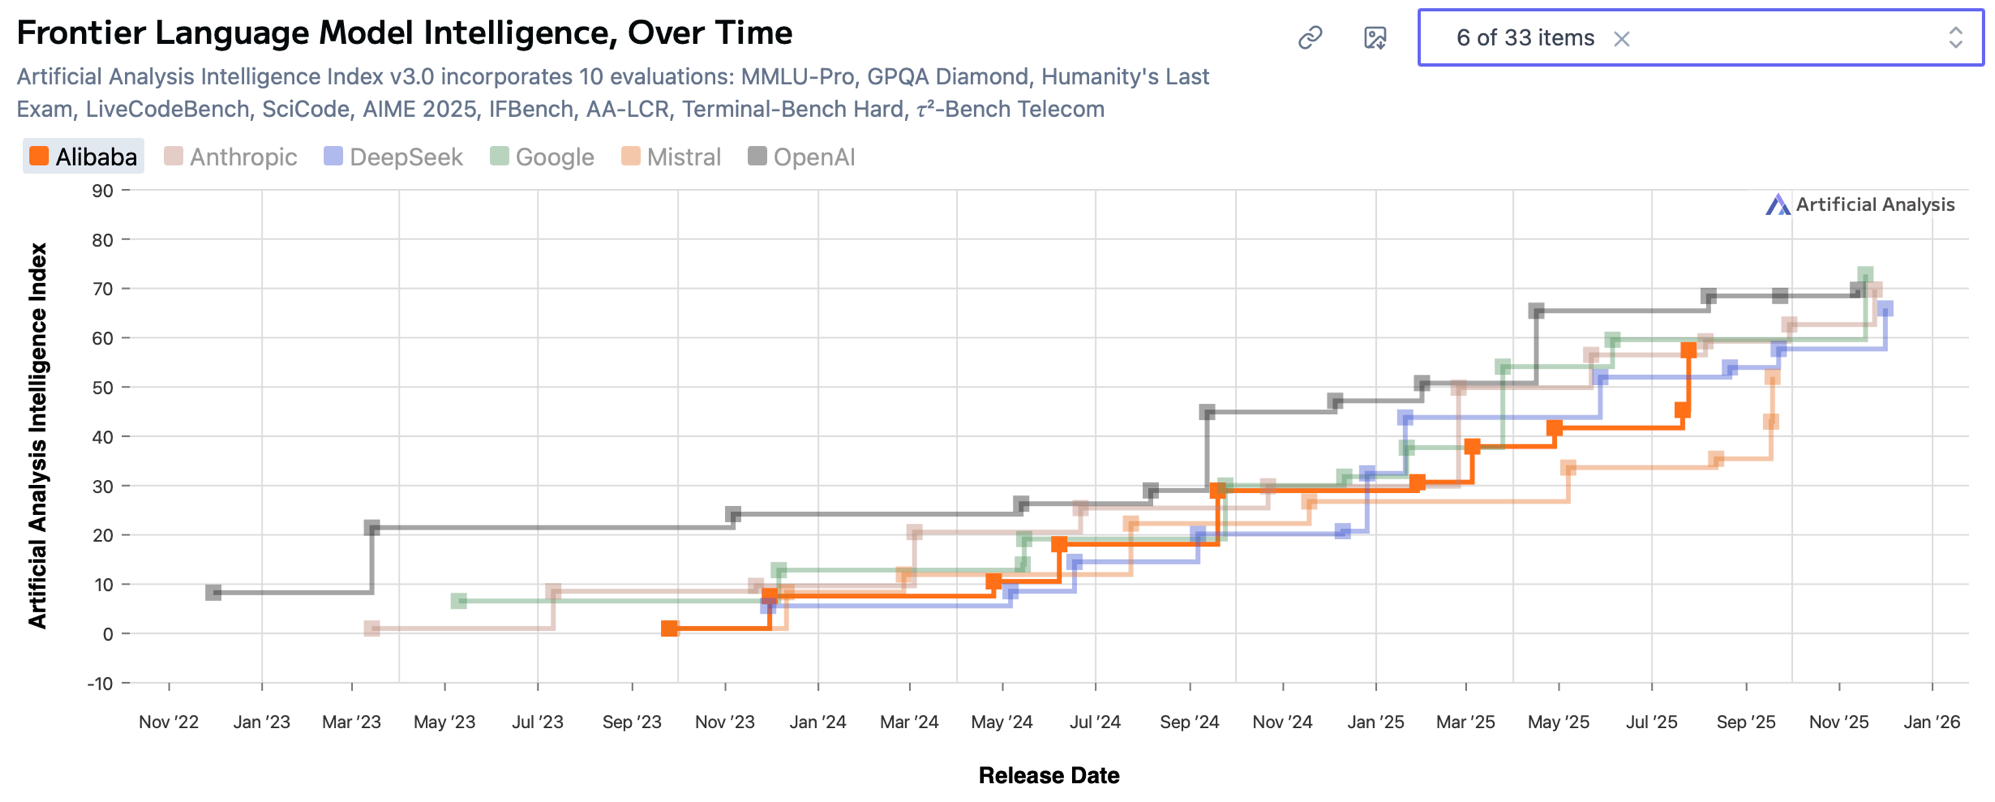 Frontier Language Model Intelligence, Over Time
6 of 33 items
Artificial Analysis Intelligence Index v3.0 incorporates 10 evaluations: MMLU-Pro, GPQA Diamond, Humanity's Last
Exam, LiveCodeBench, SciCode, AIME 2025, IFBench, AA-LCR, Terminal-Bench Hard, τ²-Bench Telecom
Alibaba Anthropic DeepSeek Google Mistral OpenAI
Artificial Analysis
Artificial Analysis Intelligence Index
90
80
70
60
50
40
30
20
10
0
-10
Nov '22 Jan '23 Mar '23 May '23 Jul '23 Sep '23 Nov '23 Jan '24 Mar '24 May '24 Jul '24 Sep '24 Nov '24 Jan '25 Mar '25 May '25 Jul '25 Sep '25 Nov '25 Jan '26
Release Date